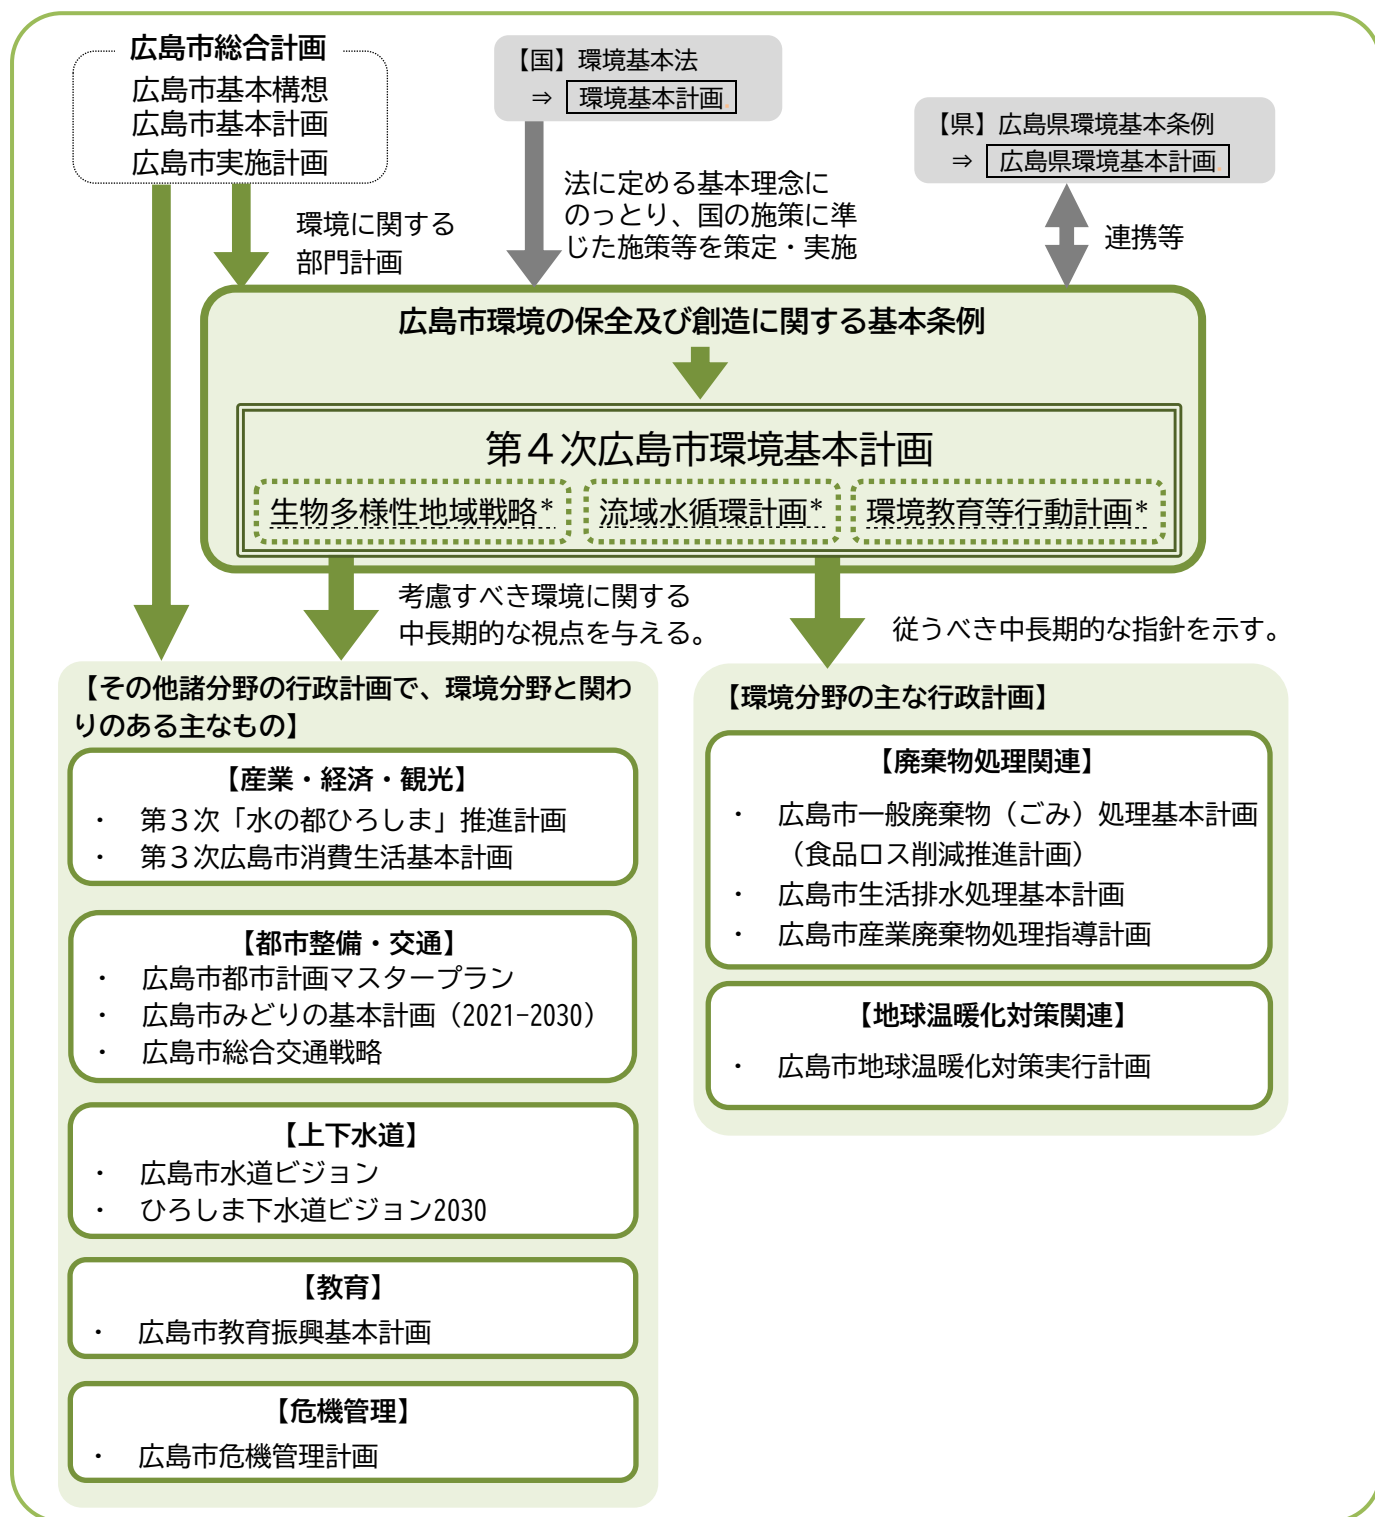 広島市総合計画
広島市基本構想
広島市基本計画
広島市実施計画
【国】環境基本法
⇒ 環境基本計画
【県】広島県環境基本条例
⇒ 広島県環境基本計画
環境に関する
部門計画
法に定める基本理念に
のっとり、国の施策に準
じた施策等を策定・実施
連携等
広島市環境の保全及び創造に関する基本条例
第４次広島市環境基本計画
生物多様性地域戦略*
流域水循環計画*
環境教育等行動計画*
考慮すべき環境に関する
中長期的な視点を与える。
従うべき中長期的な指針を示す。
【その他諸分野の行政計画で、環境分野と関わ
りのある主なもの】
【産業・経済・観光】
・ 第３次「水の都ひろしま」推進計画
・ 第３次広島市消費生活基本計画
【都市整備・交通】
・ 広島市都市計画マスタープラン
・ 広島市みどりの基本計画（2021-2030）
・ 広島市総合交通戦略
【上下水道】
・ 広島市水道ビジョン
・ ひろしま下水道ビジョン2030
【教育】
・ 広島市教育振興基本計画
【危機管理】
・ 広島市危機管理計画
【環境分野の主な行政計画】
【廃棄物処理関連】
・ 広島市一般廃棄物（ごみ）処理基本計画
（食品ロス削減推進計画）
・ 広島市生活排水処理基本計画
・ 広島市産業廃棄物処理指導計画
【地球温暖化対策関連】
・ 広島市地球温暖化対策実行計画